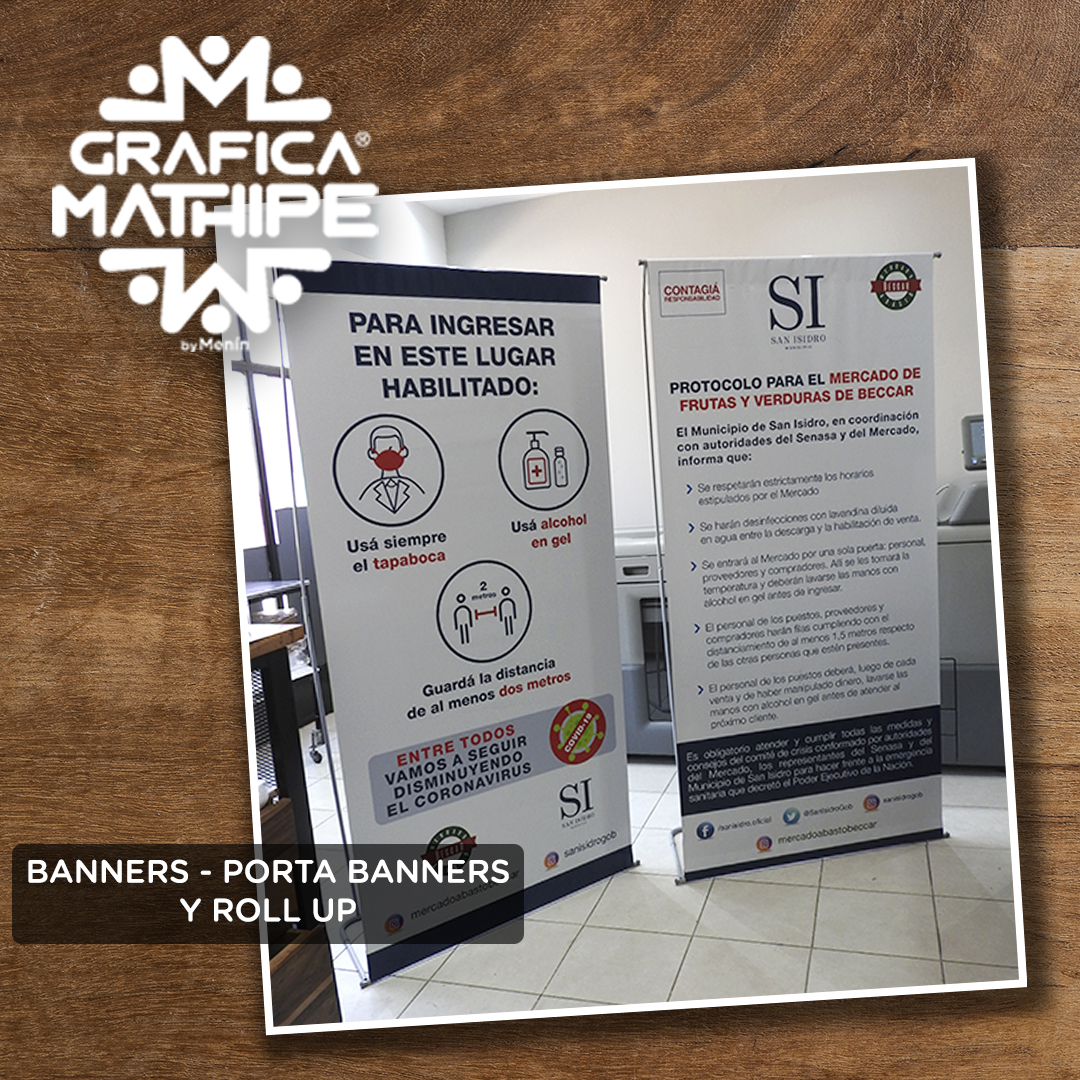 GRAFICA
MATHIPE
by Menin
PARA INGRESAR
EN ESTE LUGAR
HABILITADO:
Usá siempre
el tapaboca
Usá alcohol
en gel
2
metros
Guardá la distancia
de al menos dos metros
ENTRE TODOS
VAMOS A SEGUIR
DISMINUYENDO
EL CORONAVIRUS
COVID-19
SI
SAN ISIDRO
sanisidrogob
mercadoabastobeccar
CONTAGIÁ
RESPONSABILIDAD
SI
SAN ISIDRO
MERCADO
BECCAR
PROTOCOLO PARA EL MERCADO DE
FRUTAS Y VERDURAS DE BECCAR
El Municipio de San Isidro, en coordinación
con autoridades del Senasa y del Mercado,
informa que:
Se respetarán estrictamente los horarios
estipulados por el Mercado
Se harán desinfecciones con lavandina diluida
en agua entre la descarga y la habilitación de venta.
Se entrará al Mercado por una sola puerta: personal,
proveedores y compradores. Allí se les tomará la
temperatura y deberán lavarse las manos con
alcohol en gel antes de ingresar.
El personal de los puestos, proveedores y
compradores harán filas cumpliendo con el
distanciamiento de al menos 1,5 metros respecto
de las otras personas que estén presentes.
El personal de los puestos deberá, luego de cada
venta y de haber manipulado dinero, lavarse las
manos con alcohol en gel antes de atender al
próximo cliente.
Es obligatorio atender y cumplir todas las medidas y
consejos del comité de crisis conformado por autoridades
del Mercado, los representantes del Senasa y del
Municipio de San Isidro para hacer frente a la emergencia
sanitaria que decretó el Poder Ejecutivo de la Nación.
/sanisidro.oficial
@SanIsidroGob
sanisidrogob
mercadoabastobeccar
BANNERS - PORTA BANNERS
Y ROLL UP